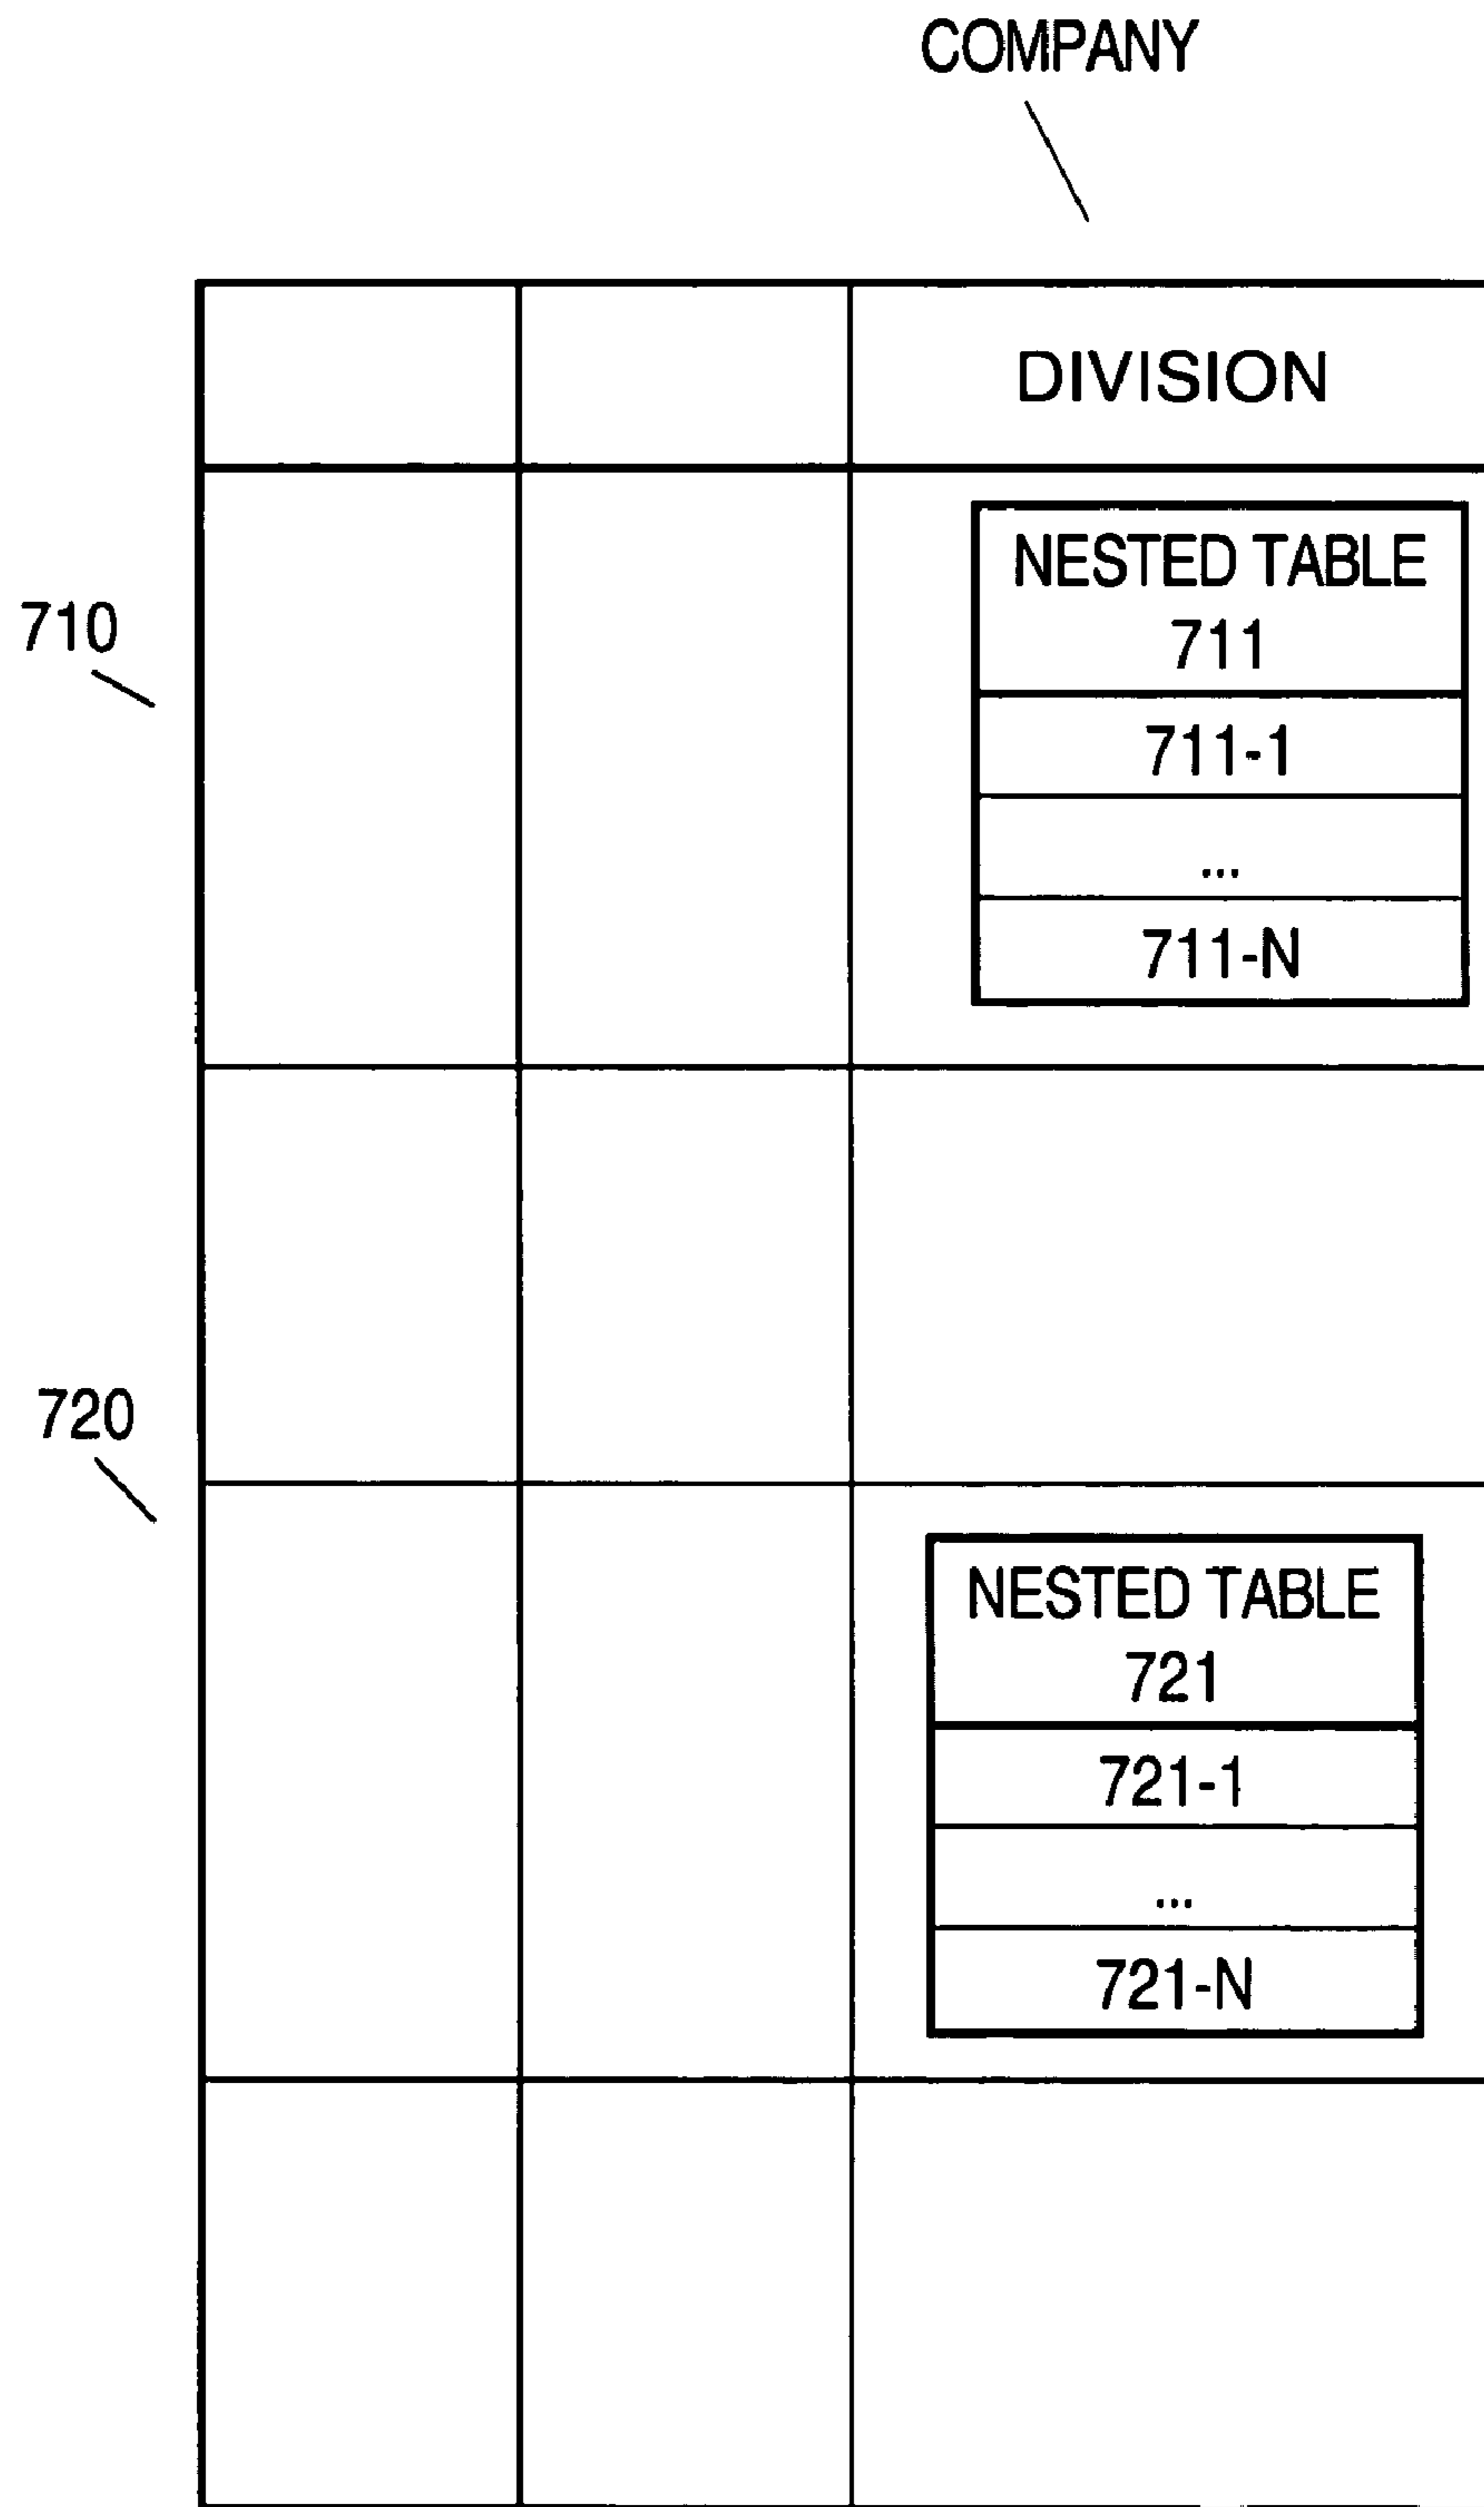 COMPANY
DIVISION
710
NESTED TABLE
711
711-1
...
711-N
720
NESTED TABLE
721
721-1
...
721-N